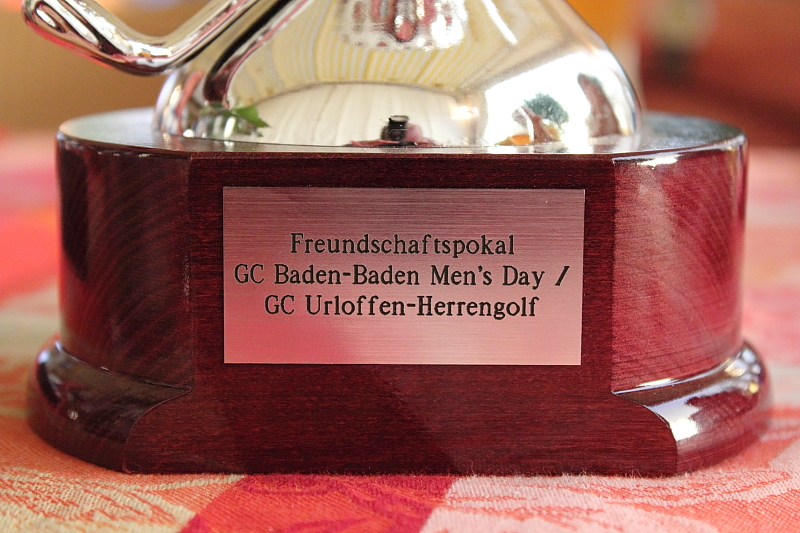 Freundschaftspokal
GC Baden-Baden Men's Day /
GC Urloffen-Herrengolf